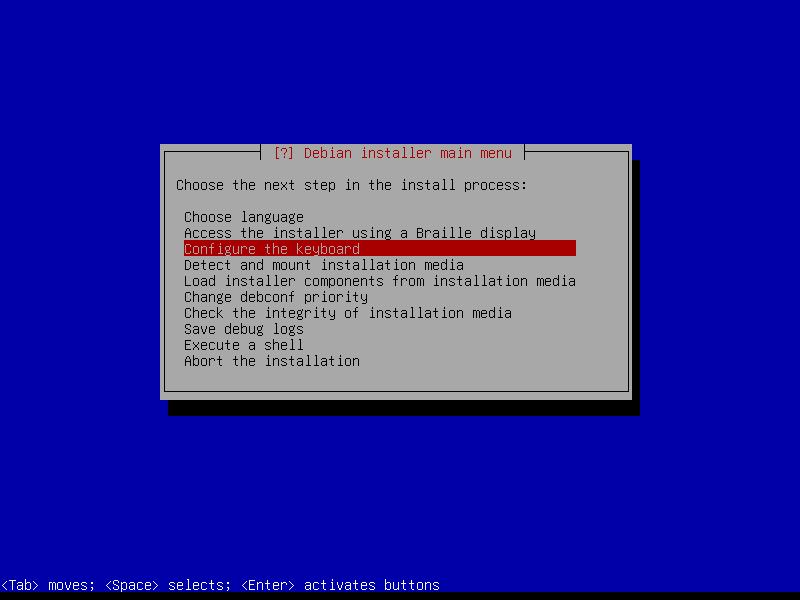 [?] Debian installer main menu
Choose the next step in the install process:
Choose language
Access the installer using a Braille display
Configure the keyboard
Detect and mount installation media
Load installer components from installation media
Change debconf priority
Check the integrity of installation media
Save debug logs
Execute a shell
Abort the installation
<Tab> moves; <Space> selects; <Enter> activates buttons